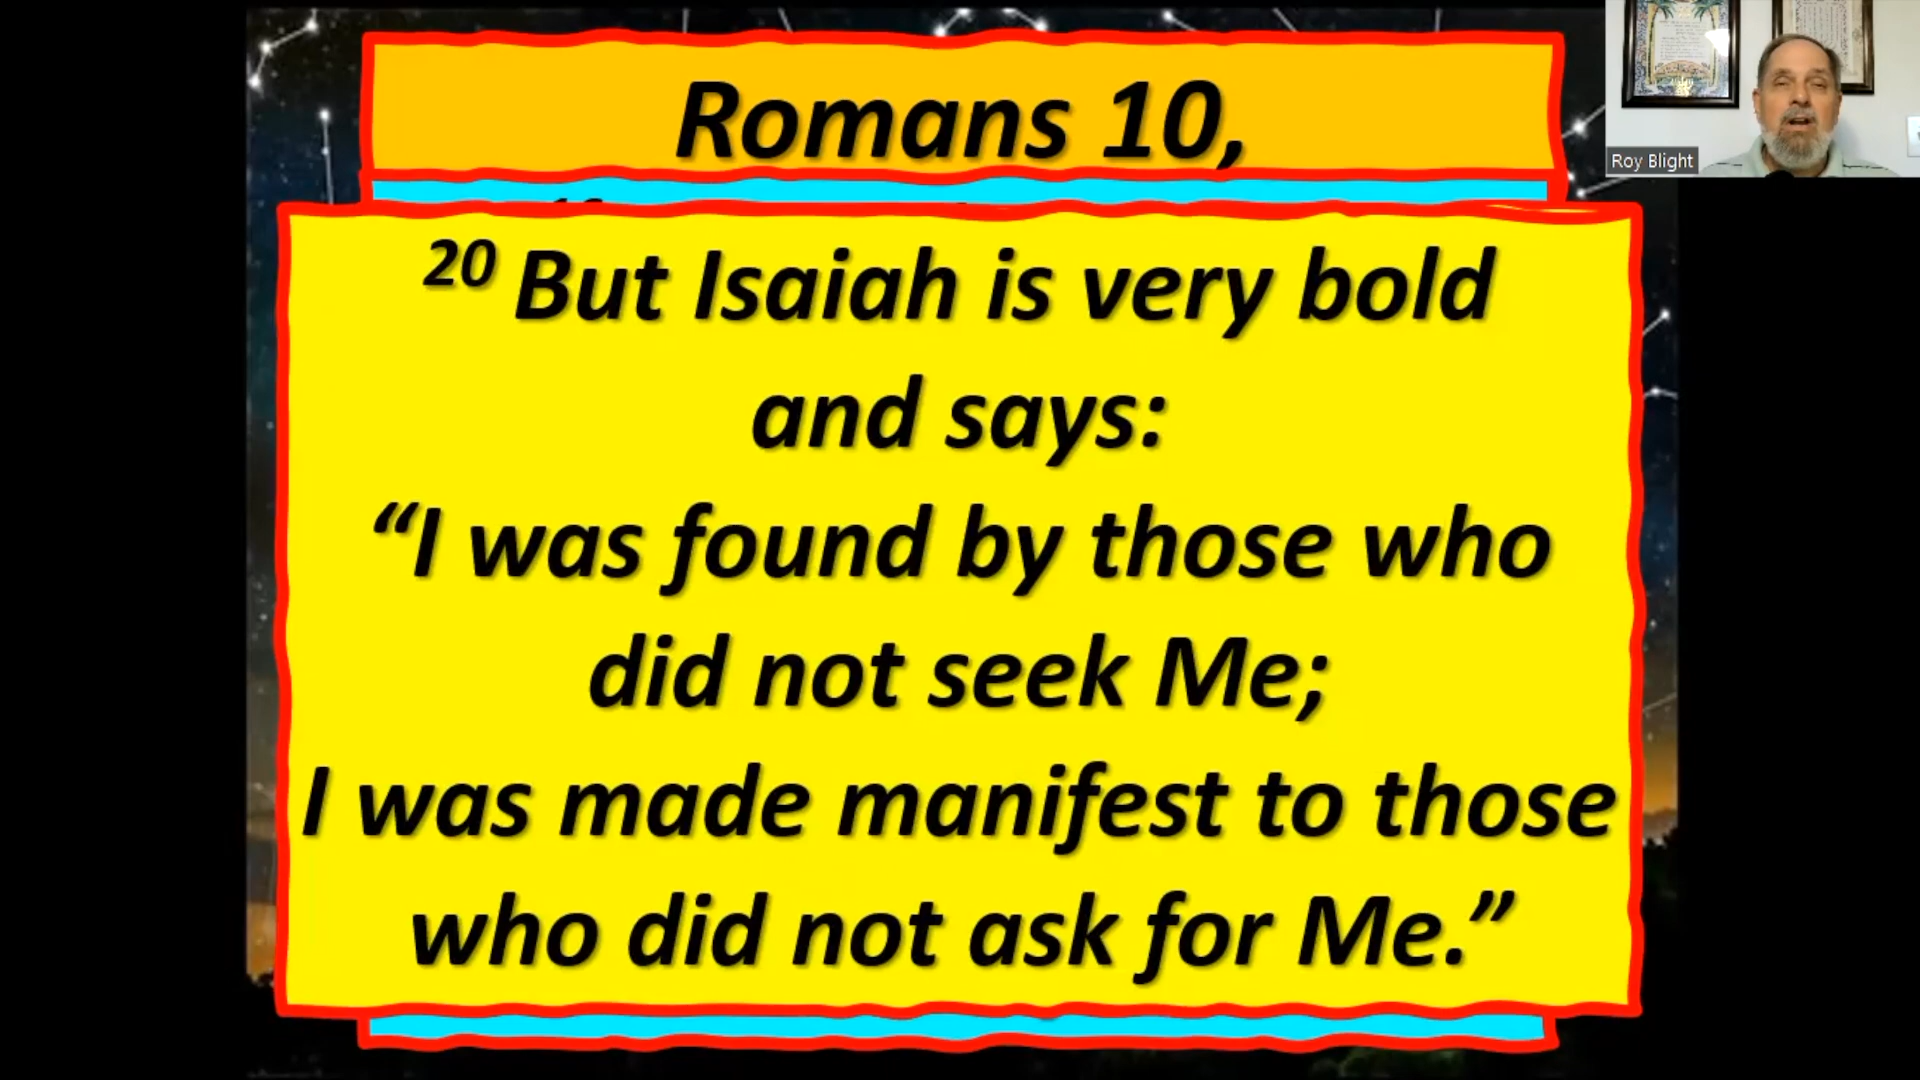 Romans 10,
Roy Blight
20 But Isaiah is very bold
and says:
“I was found by those who
did not seek Me;
I was made manifest to those
who did not ask for Me.”